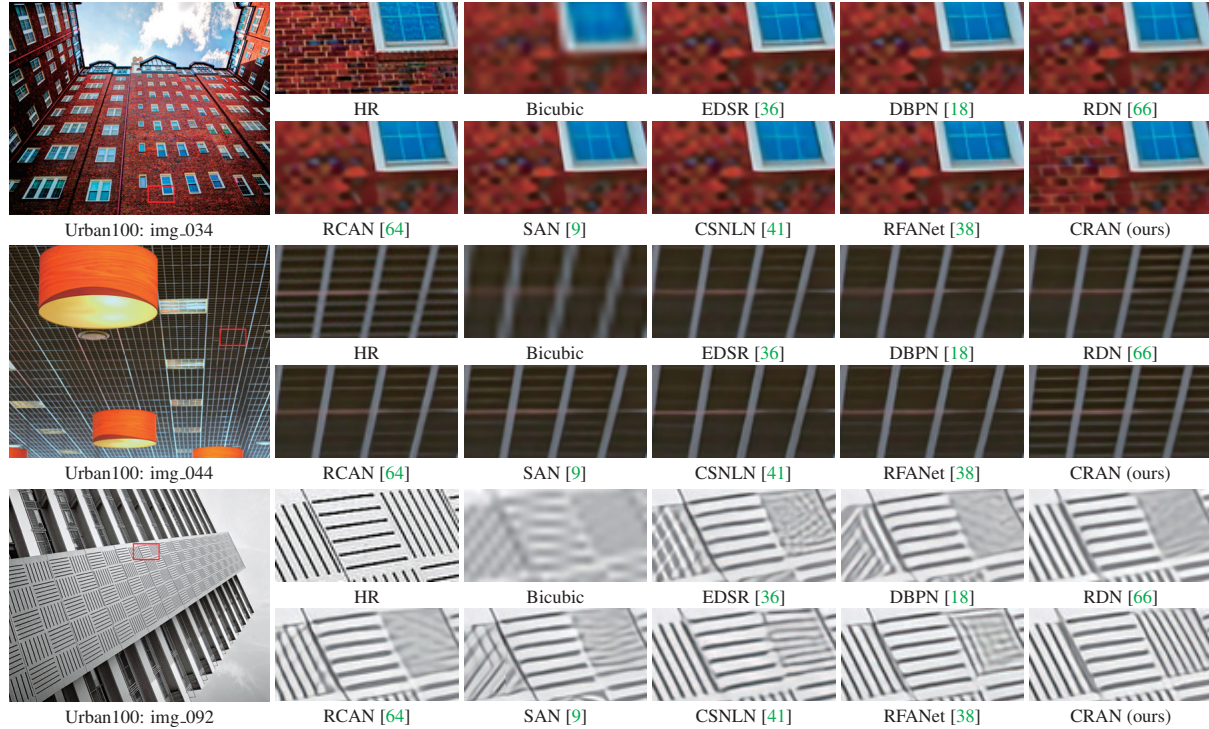 HR Bicubic EDSR [36] DBPN [18] RDN [66]
Urban100: img_034 RCAN [64] SAN [9] CSNLN [41] RFANet [38] CRAN (ours)
HR Bicubic EDSR [36] DBPN [18] RDN [66]
Urban100: img_044 RCAN [64] SAN [9] CSNLN [41] RFANet [38] CRAN (ours)
HR Bicubic EDSR [36] DBPN [18] RDN [66]
Urban100: img_092 RCAN [64] SAN [9] CSNLN [41] RFANet [38] CRAN (ours)